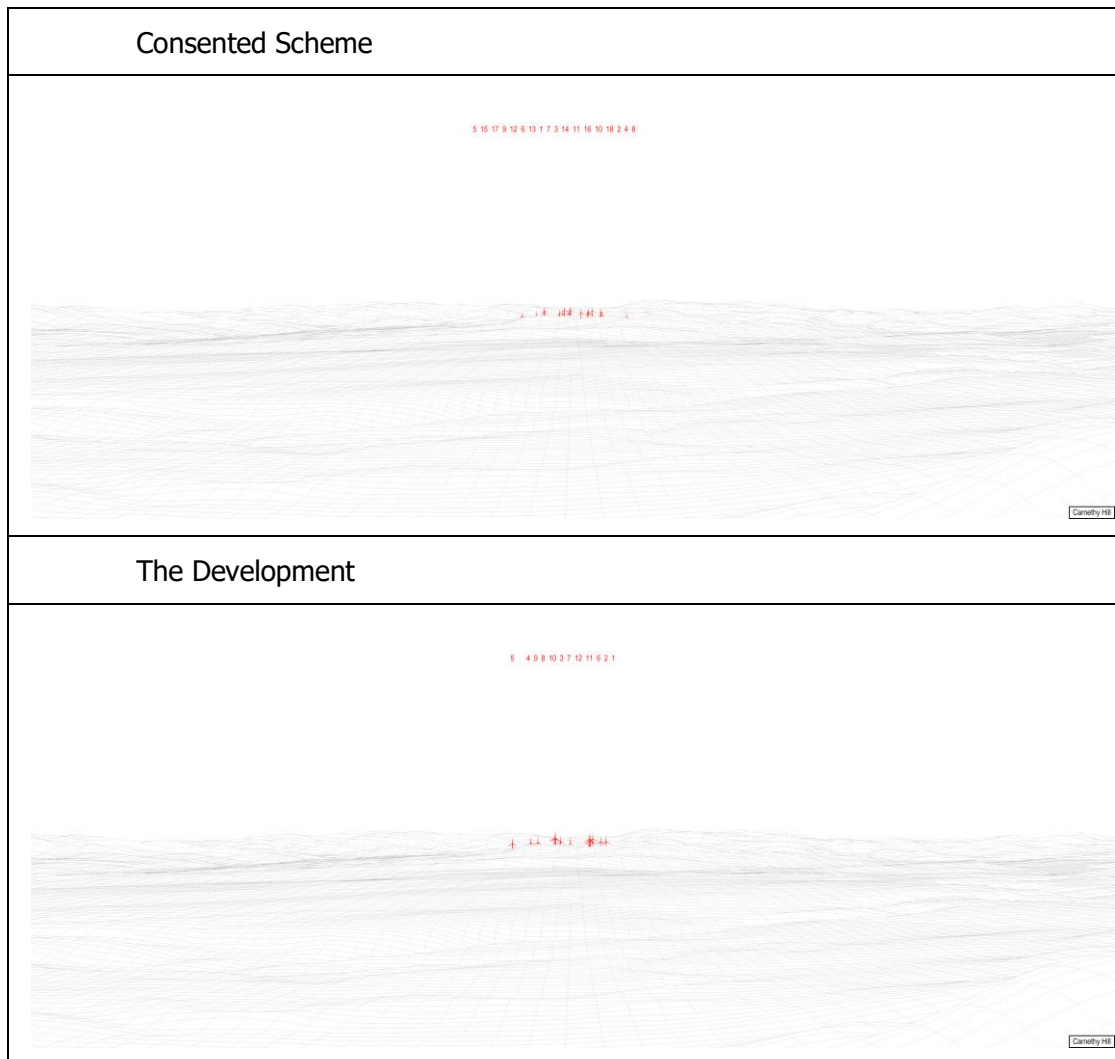 Consented Scheme
5 15 17 9 12 6 13 1 7 3 14 11 16 10 18 2 4 8
Carnethy Hill
The Development
5 4 9 8 10 3 7 12 11 6 2 1
Carnethy Hill